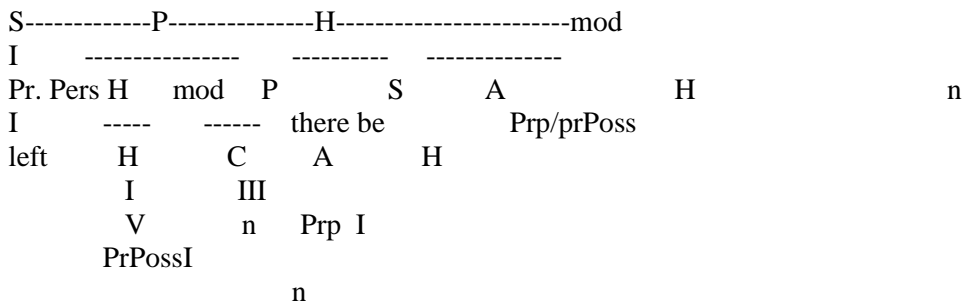 S-------------P---------------H------------------------mod
I ---------------- ---------- --------------
Pr. Pers H mod P S A H n
I ----- ------ there be Prp/prPoss
left H C A H
I III
V n Prp I
PrPossI
n